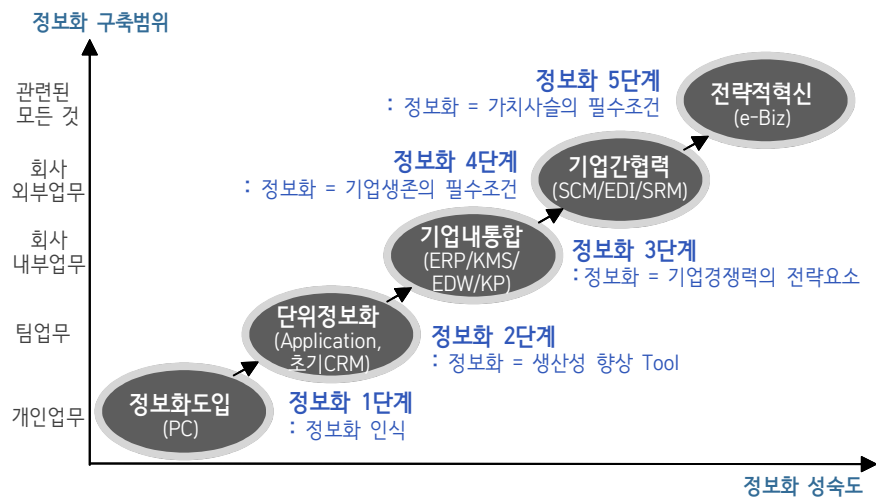 정보화 구축범위
관련된
모든 것
회사
외부업무
회사
내부업무
팀업무
개인업무
정보화 5단계
: 정보화 = 가치사슬의 필수조건
전략적혁신
(e-Biz)
정보화 4단계
: 정보화 = 기업생존의 필수조건
기업간협력
(SCM/EDI/SRM)
기업내통합
(ERP/KMS/
EDW/KP)
정보화 3단계
:정보화 = 기업경쟁력의 전략요소
단위정보화
(Application,
초기CRM)
정보화 2단계
: 정보화 = 생산성 향상 Tool
정보화도입
(PC)
정보화 1단계
: 정보화 인식
정보화 성숙도